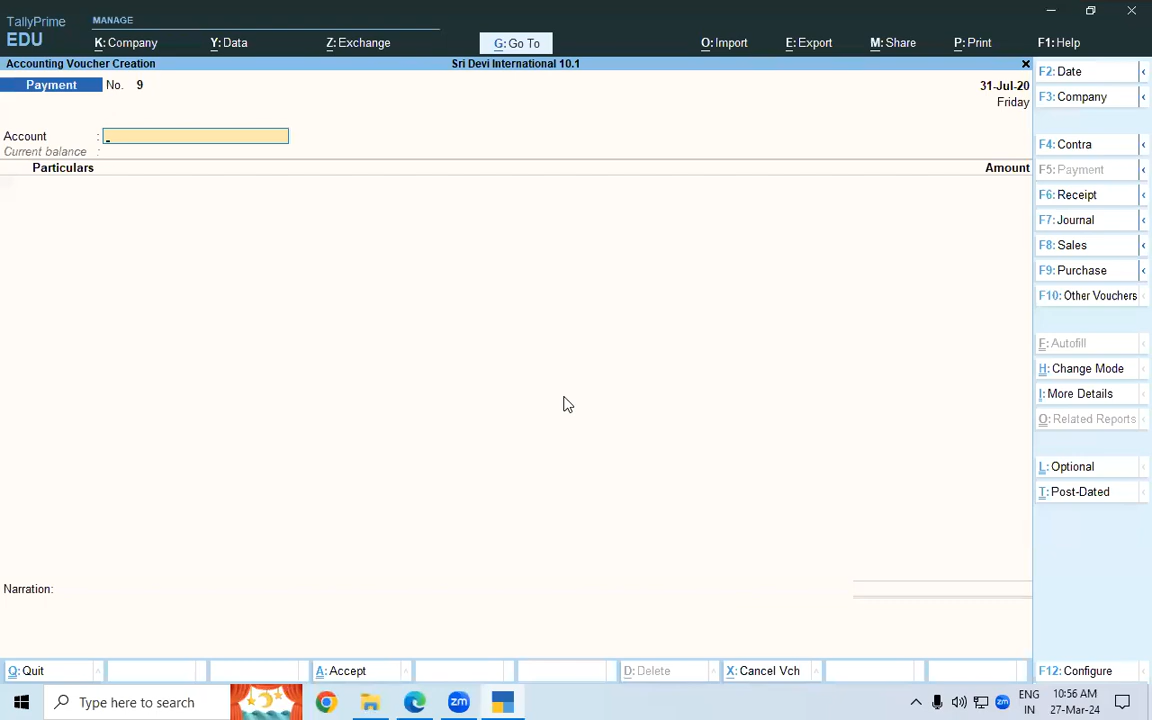 TallyPrime
EDU
MANAGE
K: Company
Y: Data
Z: Exchange
G: Go To
O: Import
E: Export
M: Share
P: Print
F1: Help
Accounting Voucher Creation
Sri Devi International 10.1
Payment No. 9
31-Jul-20
Friday
Account :
Current balance :
Particulars
Amount
Narration:
F2: Date
F3: Company
F4: Contra
F5: Payment
F6: Receipt
F7: Journal
F8: Sales
F9: Purchase
F10: Other Vouchers
F: Autofill
H: Change Mode
I: More Details
O: Related Reports
L: Optional
T: Post-Dated
Q: Quit
A: Accept
D: Delete
X: Cancel Vch
F12: Configure
Type here to search
zm
zm
ENG
IN
10:56 AM
27-Mar-24